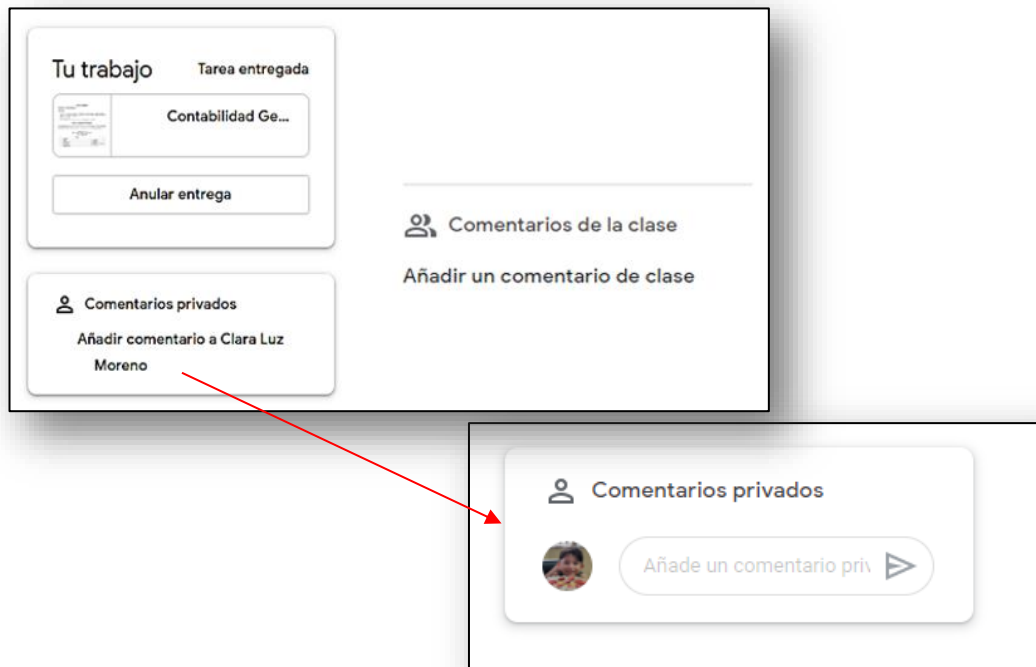 Tu trabajo Tarea entregada
Contabilidad Ge...
Anular entrega
Comentarios privados
Añadir comentario a Clara Luz
Moreno
Comentarios de la clase
Añadir un comentario de clase
Comentarios privados
Añade un comentario priv